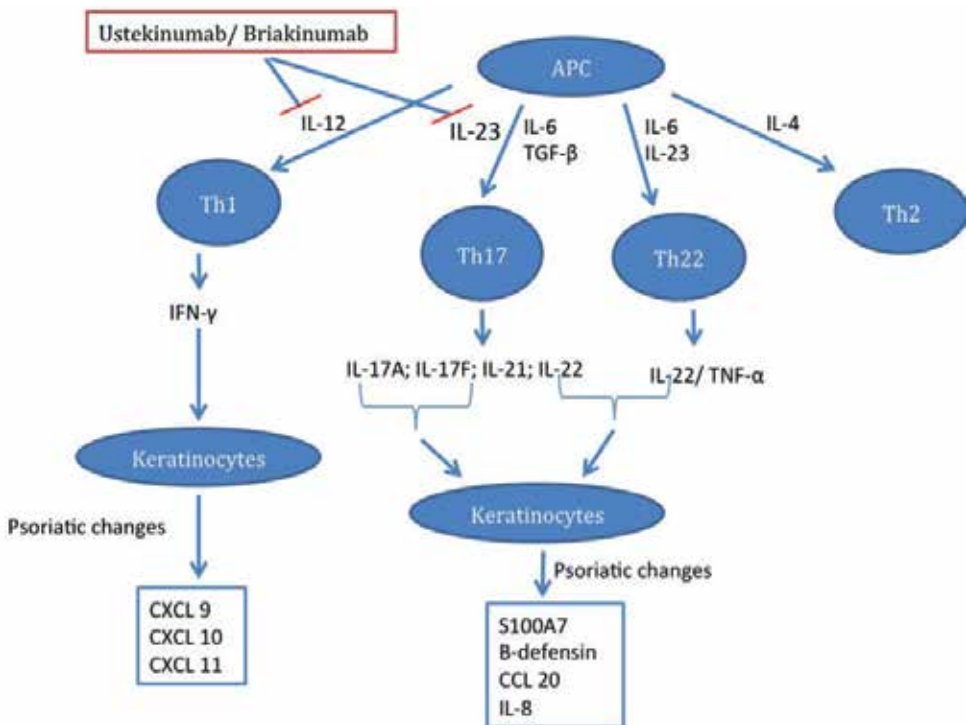 Ustekinumab/ Briakinumab
APC
IL-12
IL-23
IL-6
TGF-β
IL-6
IL-23
IL-4
Th1
Th17
Th22
Th2
IFN-γ
IL-17A; IL-17F; IL-21; IL-22
IL-22/ TNF-α
Keratinocytes
Keratinocytes
Psoriatic changes
Psoriatic changes
CXCL 9
CXCL 10
CXCL 11
S100A7
B-defensin
CCL 20
IL-8